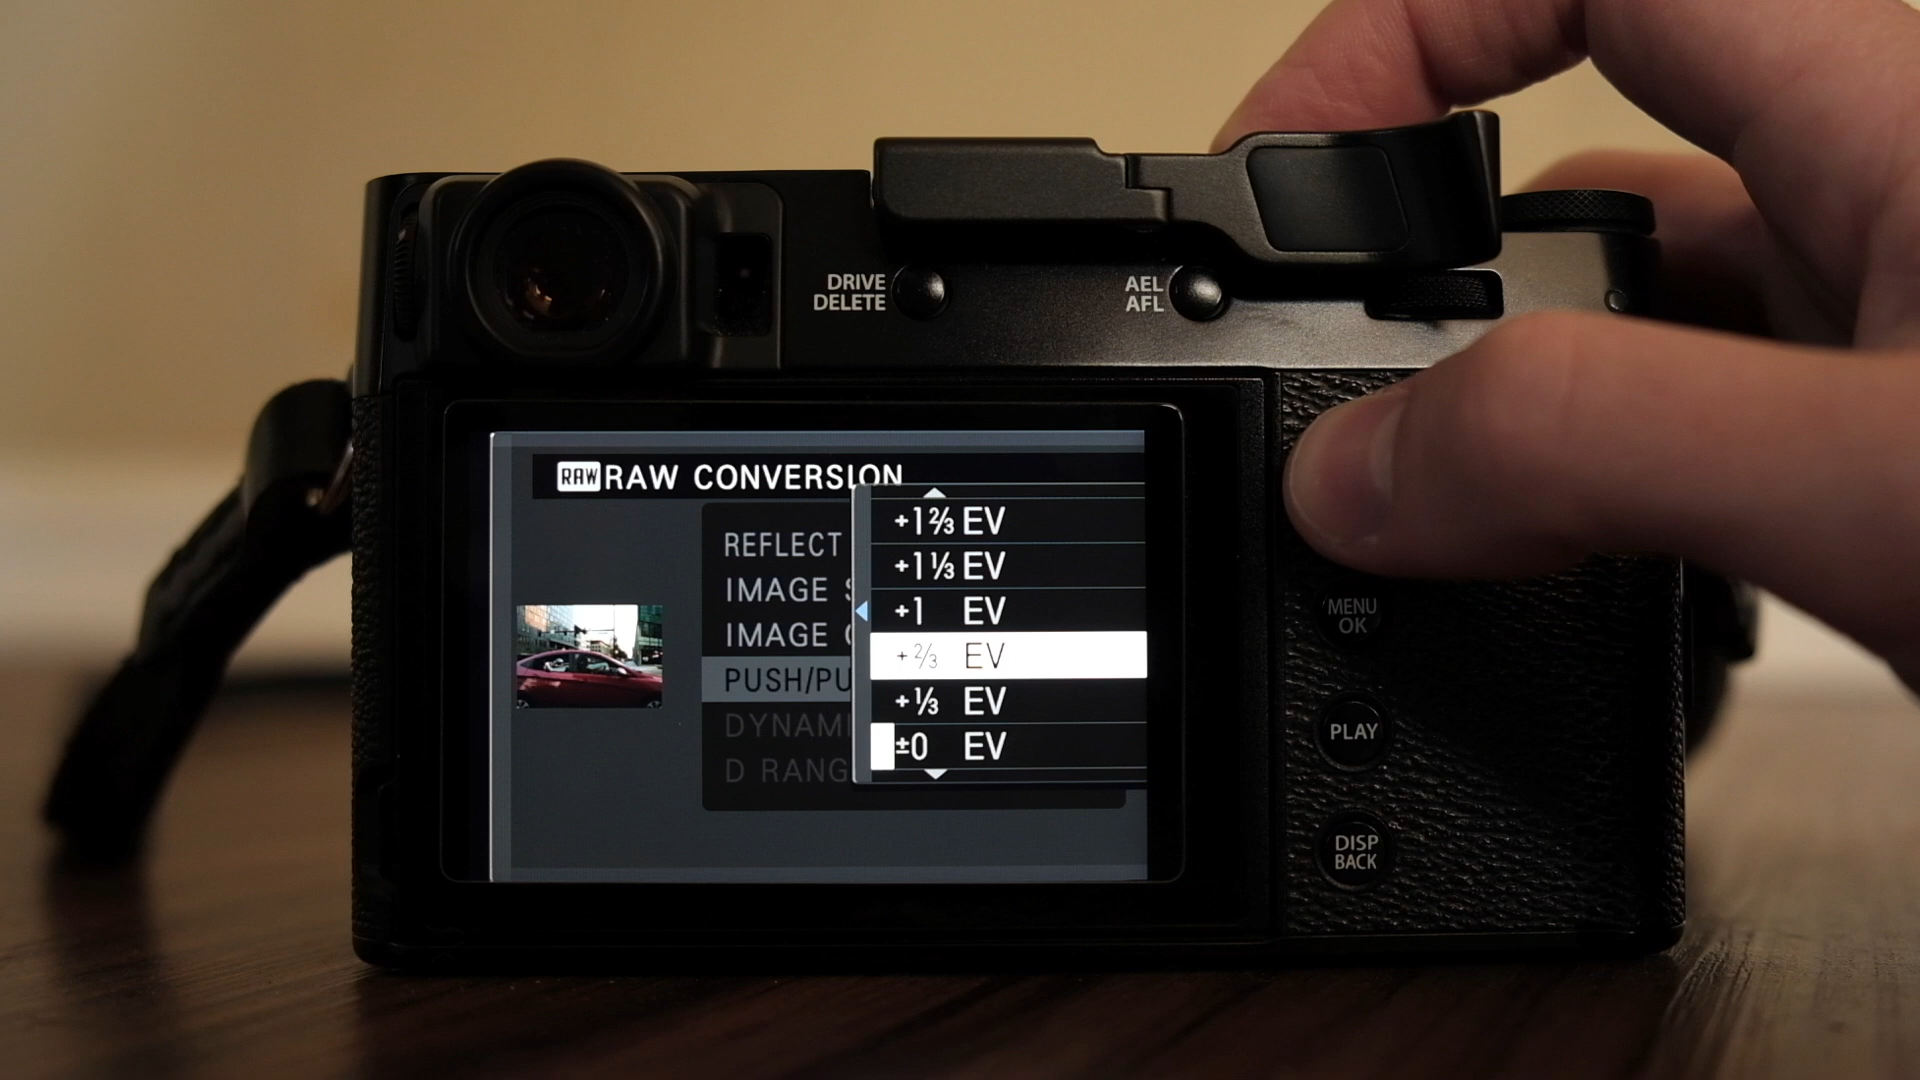 DRIVE
DELETE
AEL
AFL
RAW RAW CONVERSION
REFLECT
IMAGE
IMAGE
PUSH/PU
DYNAMI
D RANG
+1⅔ EV
+1⅓ EV
+1 EV
+⅔ EV
+⅓ EV
±0 EV
MENU
OK
PLAY
DISP
BACK